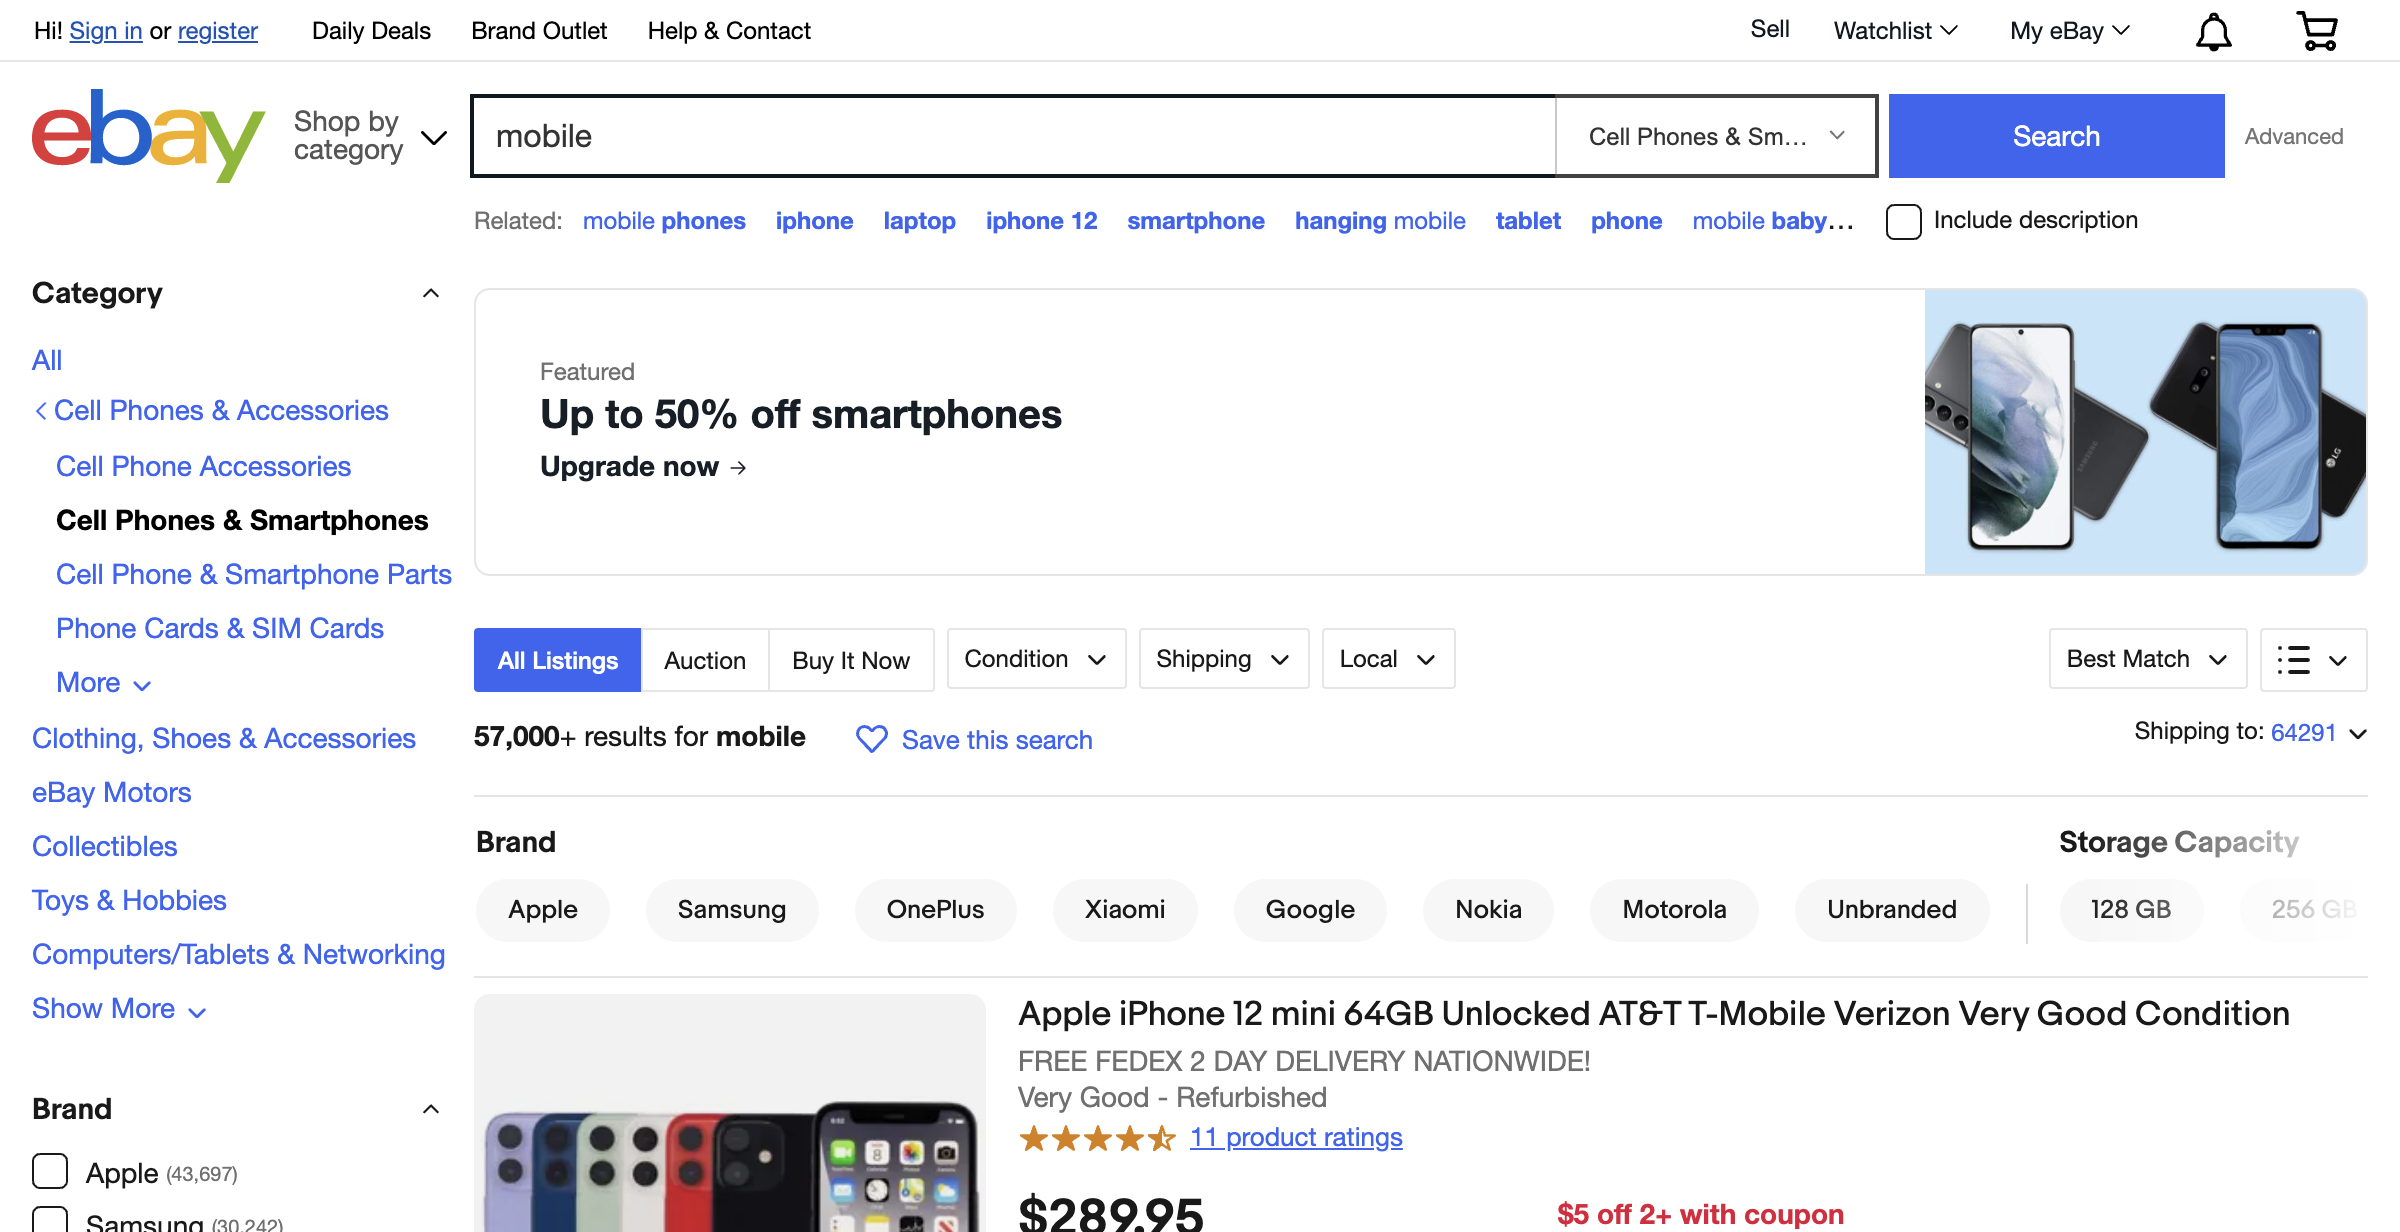 Hi! Sign in or register Daily Deals Brand Outlet Help & Contact Sell Watchlist My eBay
ebay
Shop by
category
mobile
Cell Phones & Sm...
Search
Advanced
Related: mobile phones iphone laptop iphone 12 smartphone hanging mobile tablet phone mobile baby...
Include description
Category
All
Cell Phones & Accessories
Cell Phone Accessories
Cell Phones & Smartphones
Cell Phone & Smartphone Parts
Phone Cards & SIM Cards
More
Clothing, Shoes & Accessories
eBay Motors
Collectibles
Toys & Hobbies
Computers/Tablets & Networking
Show More
Brand
Apple (43,697)
Samsung (30,242)
Featured
Up to 50% off smartphones
Upgrade now →
SAMSUNG
LG
All Listings Auction Buy It Now Condition Shipping Local Best Match
57,000+ results for mobile Save this search
Shipping to: 64291
Brand
Apple Samsung OnePlus Xiaomi Google Nokia Motorola Unbranded
Storage Capacity
128 GB 256 GB
Apple iPhone 12 mini 64GB Unlocked AT&T T-Mobile Verizon Very Good Condition
FREE FEDEX 2 DAY DELIVERY NATIONWIDE!
Very Good - Refurbished
11 product ratings
$289.95
$5 off 2+ with coupon